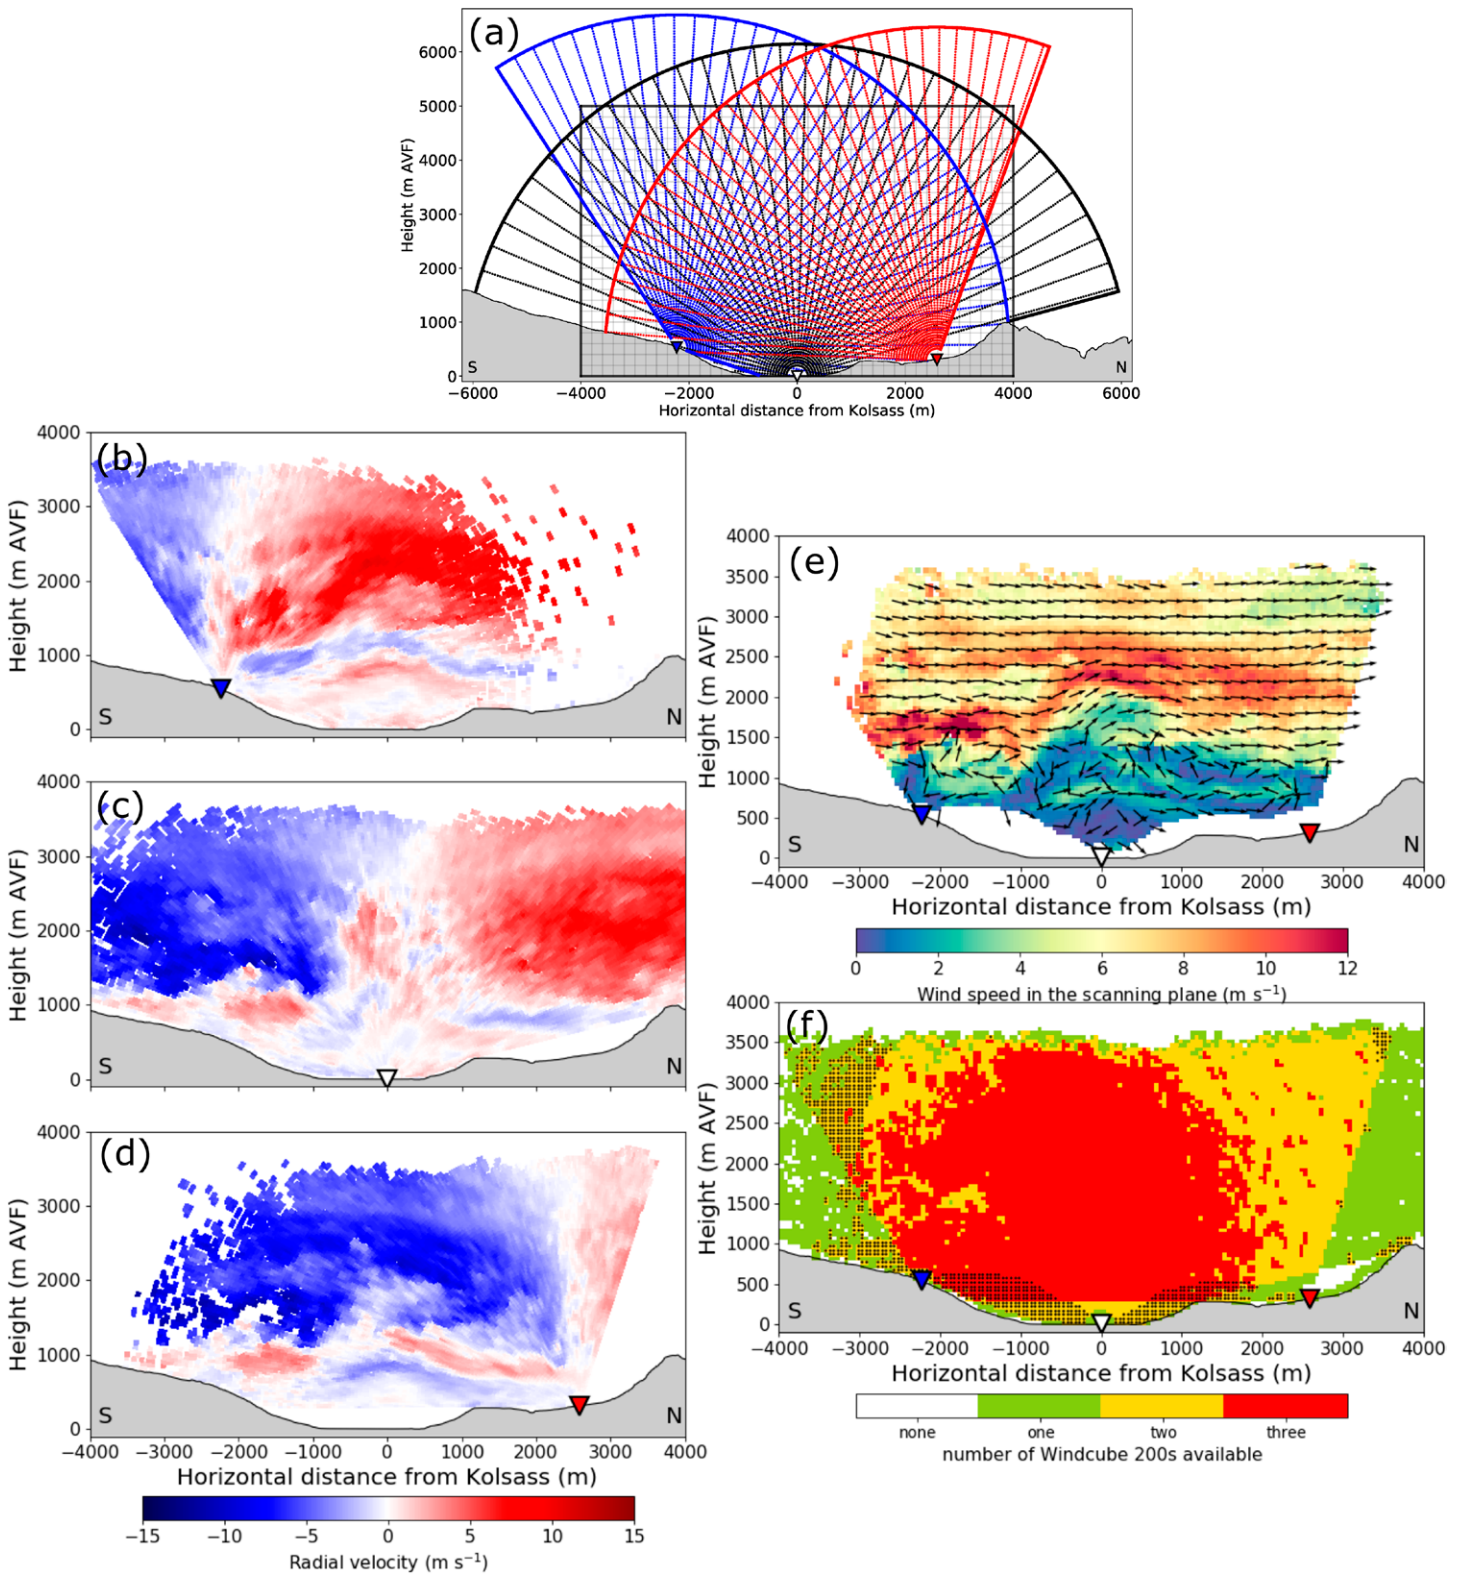 (a)
Height (m AVF)
6000
5000
4000
3000
2000
1000
0
S
N
−6000 −4000 −2000 0 2000 4000 6000
Horizontal distance from Kolsass (m)
(b)
Height (m AVF)
4000
3000
2000
1000
0
S
N
(c)
Height (m AVF)
4000
3000
2000
1000
0
S
N
(d)
Height (m AVF)
4000
3000
2000
1000
0
S
N
−4000 −3000 −2000 −1000 0 1000 2000 3000 4000
Horizontal distance from Kolsass (m)
−15 −10 −5 0 5 10 15
Radial velocity (m s⁻¹)
(e)
Height (m AVF)
4000
3500
3000
2500
2000
1500
1000
500
0
S
N
−4000 −3000 −2000 −1000 0 1000 2000 3000 4000
Horizontal distance from Kolsass (m)
0 2 4 6 8 10 12
Wind speed in the scanning plane (m s⁻¹)
(f)
Height (m AVF)
4000
3500
3000
2500
2000
1500
1000
500
0
S
N
−4000 −3000 −2000 −1000 0 1000 2000 3000 4000
Horizontal distance from Kolsass (m)
none one two three
number of Windcube 200s available